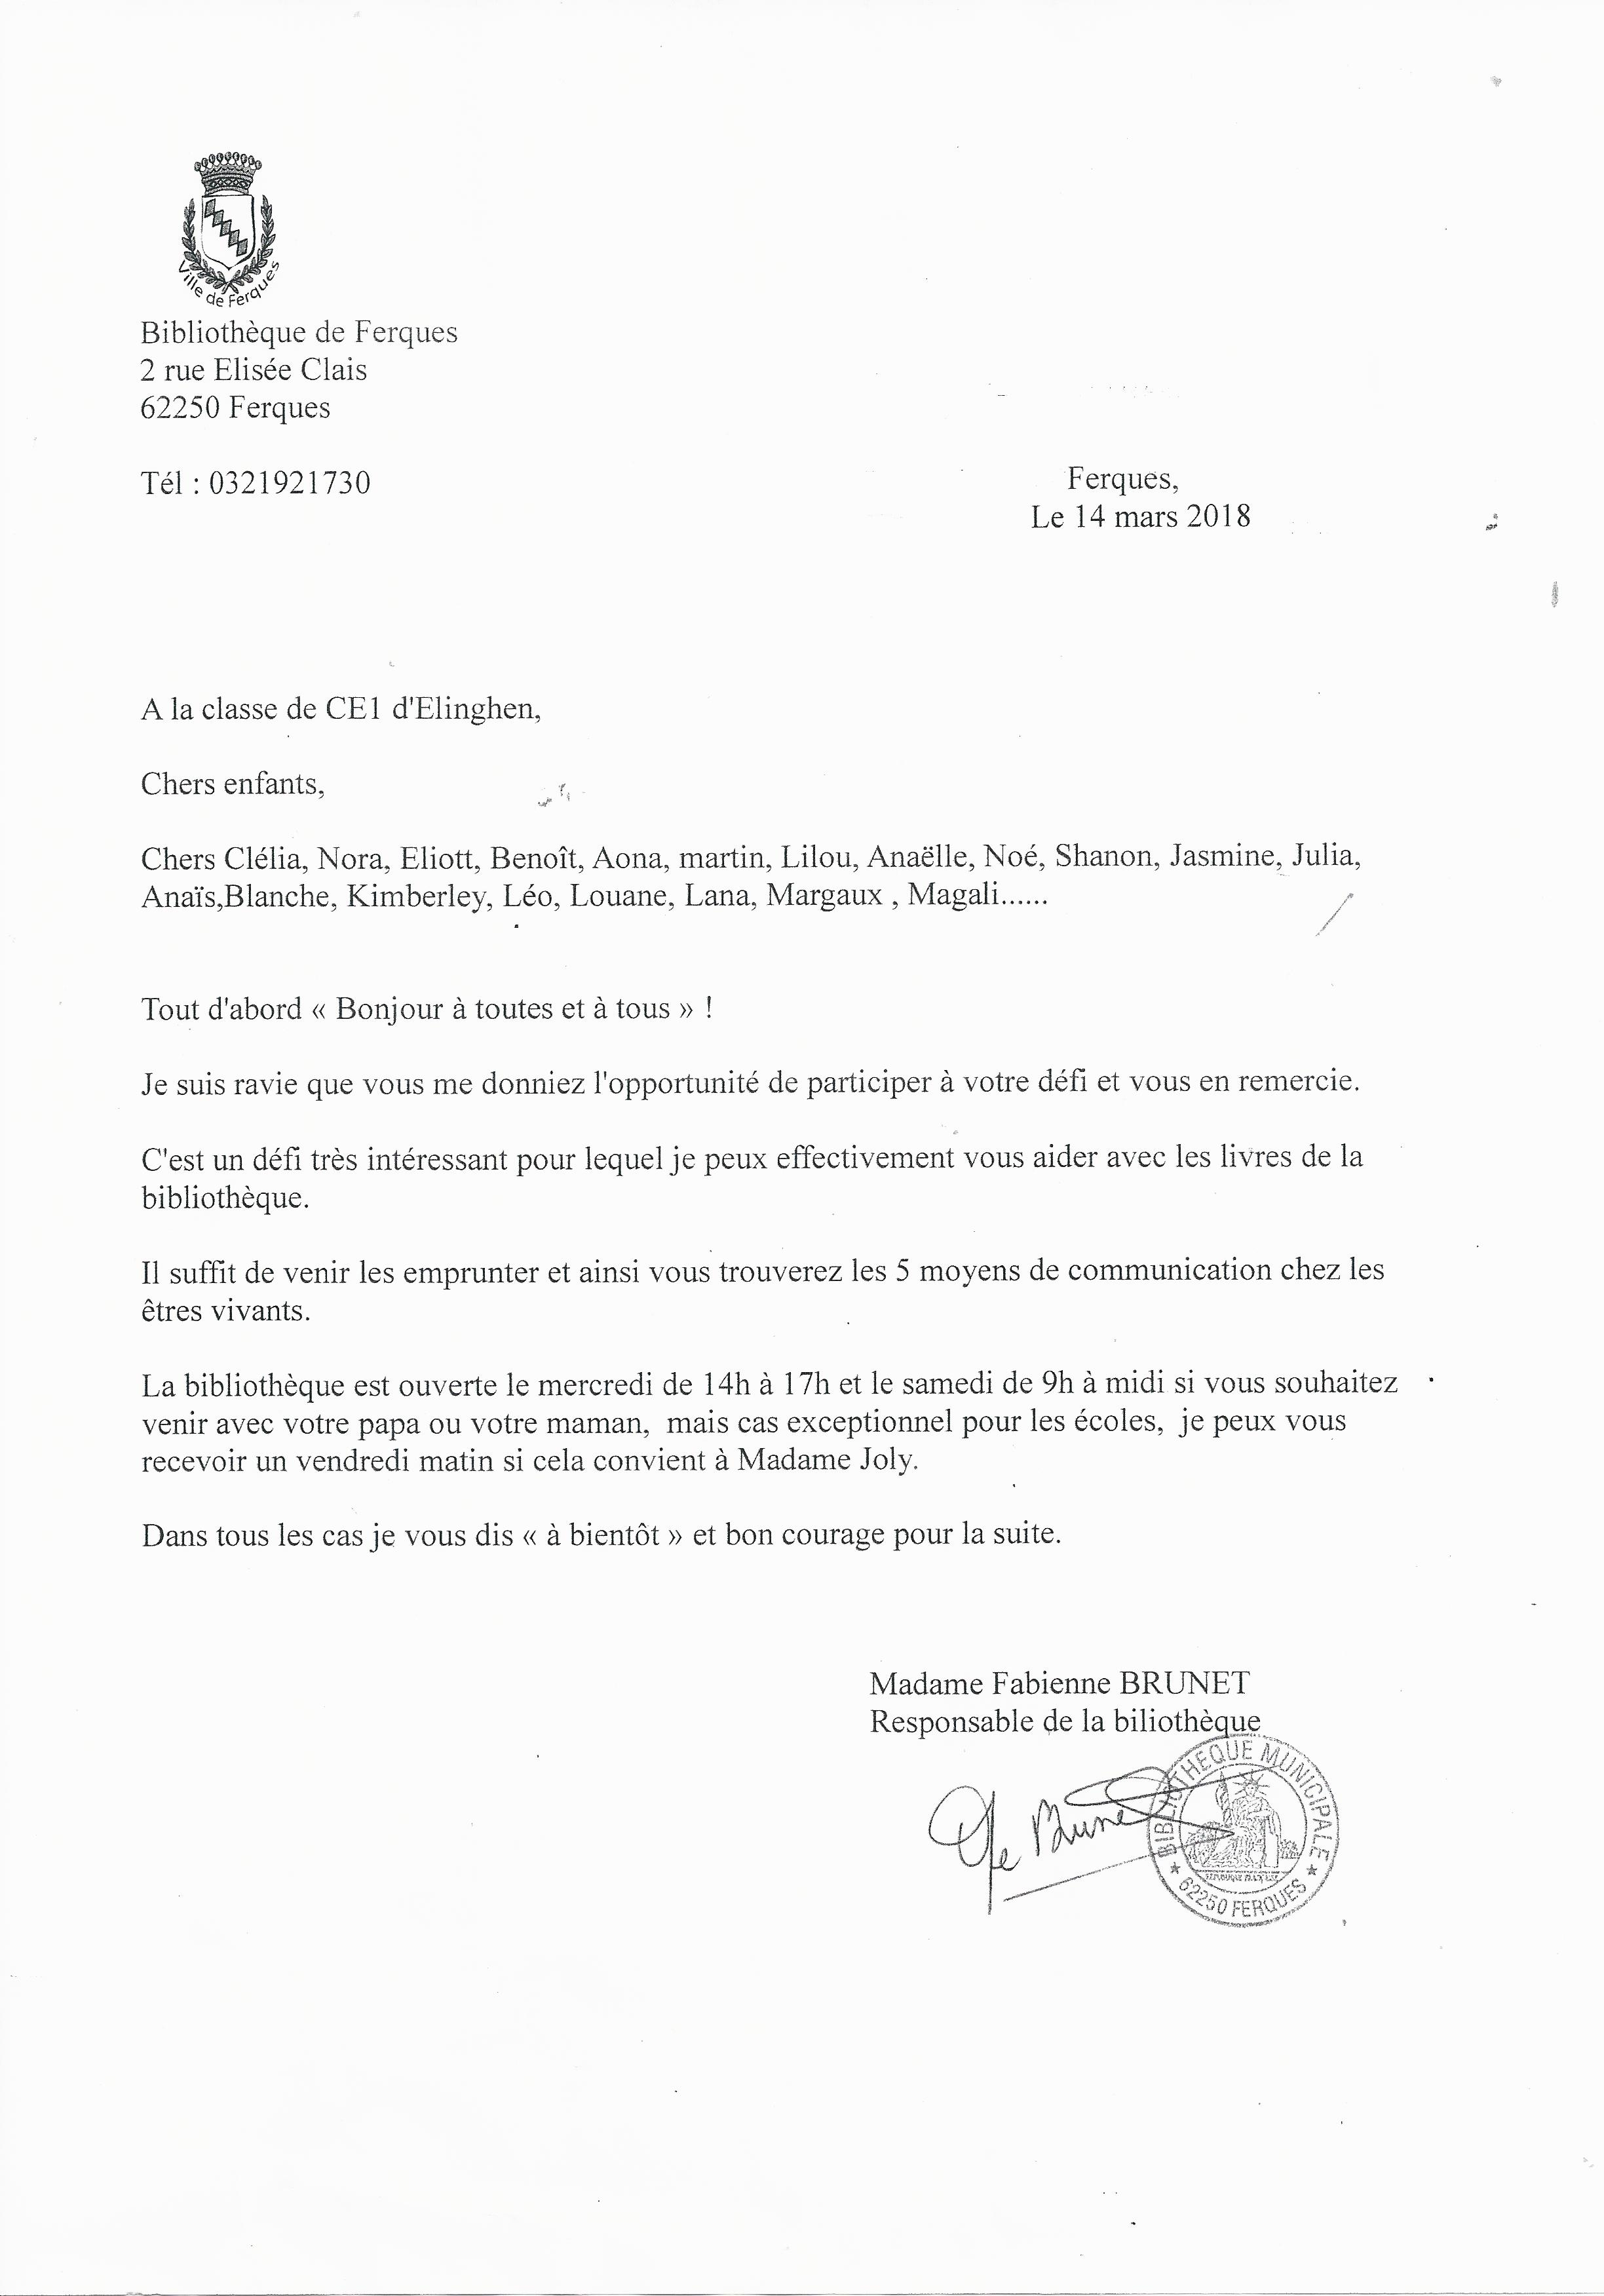 Ville de Ferques
Bibliothèque de Ferques
2 rue Elisée Clais
62250 Ferques
Tél : 0321921730
Ferques,
Le 14 mars 2018
A la classe de CE1 d'Elinghen,
Chers enfants,
Chers Clélia, Nora, Eliott, Benoît, Aona, martin, Lilou, Anaëlle, Noé, Shanon, Jasmine, Julia,
Anaïs,Blanche, Kimberley, Léo, Louane, Lana, Margaux , Magali......
Tout d'abord « Bonjour à toutes et à tous » !
Je suis ravie que vous me donniez l'opportunité de participer à votre défi et vous en remercie.
C'est un défi très intéressant pour lequel je peux effectivement vous aider avec les livres de la
bibliothèque.
Il suffit de venir les emprunter et ainsi vous trouverez les 5 moyens de communication chez les
êtres vivants.
La bibliothèque est ouverte le mercredi de 14h à 17h et le samedi de 9h à midi si vous souhaitez
venir avec votre papa ou votre maman,  mais cas exceptionnel pour les écoles,  je peux vous
recevoir un vendredi matin si cela convient à Madame Joly.
Dans tous les cas je vous dis « à bientôt » et bon courage pour la suite.
Madame Fabienne BRUNET
Responsable de la biliothèque
Brunet
BIBLIOTHEQUE MUNICIPALE
62250 FERQUES